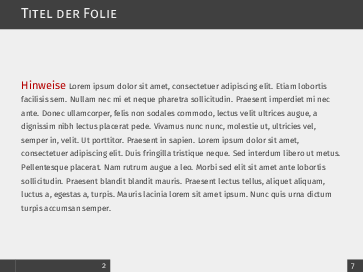 Titel der Folie
Hinweise Lorem ipsum dolor sit amet, consectetuer adipiscing elit. Etiam lobortis
facilisis sem. Nullam nec mi et neque pharetra sollicitudin. Praesent imperdiet mi nec
ante. Donec ullamcorper, felis non sodales commodo, lectus velit ultrices augue, a
dignissim nibh lectus placerat pede. Vivamus nunc nunc, molestie ut, ultricies vel,
semper in, velit. Ut porttitor. Praesent in sapien. Lorem ipsum dolor sit amet,
consectetuer adipiscing elit. Duis fringilla tristique neque. Sed interdum libero ut metus.
Pellentesque placerat. Nam rutrum augue a leo. Morbi sed elit sit amet ante lobortis
sollicitudin. Praesent blandit blandit mauris. Praesent lectus tellus, aliquet aliquam,
luctus a, egestas a, turpis. Mauris lacinia lorem sit amet ipsum. Nunc quis urna dictum
turpis accumsan semper.
2 7